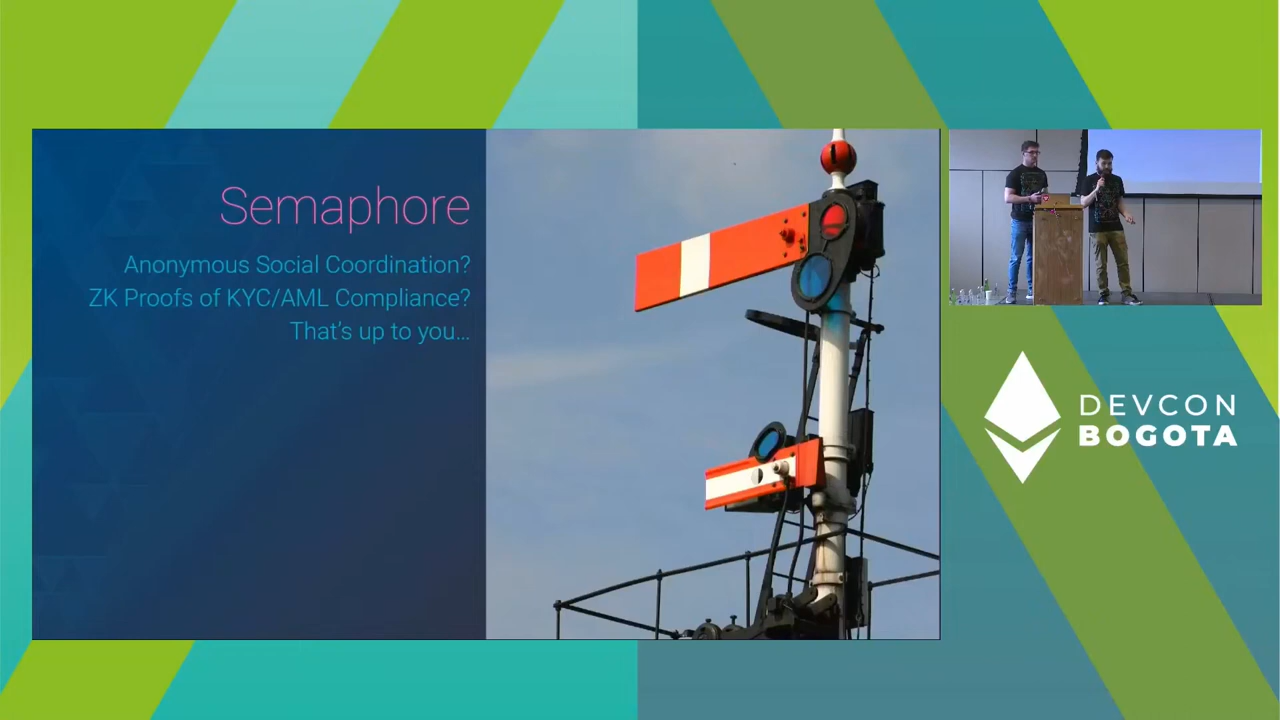 Semaphore
Anonymous Social Coordination?
ZK Proofs of KYC/AML Compliance?
That's up to you...
DEVCON
BOGOTA